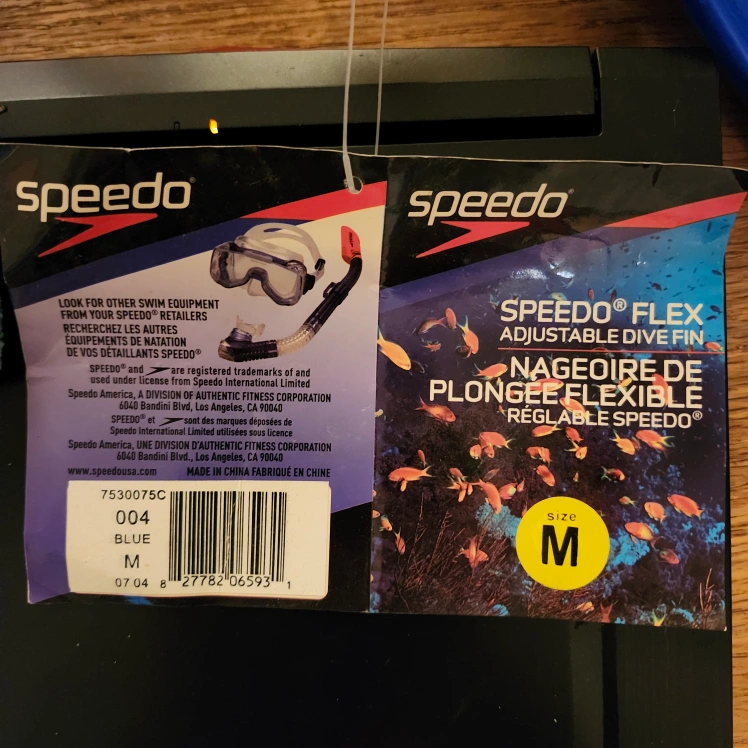 speedo®
LOOK FOR OTHER SWIM EQUIPMENT
FROM YOUR SPEEDO® RETAILERS
RECHERCHEZ LES AUTRES
ÉQUIPEMENTS DE NATATION
DE VOS DÉTAILLANTS SPEEDO®
SPEEDO® and are registered trademarks of and
used under license from Speedo International Limited
Speedo America, A DIVISION OF AUTHENTIC FITNESS CORPORATION
6040 Bandini Blvd, Los Angeles, CA 90040
SPEEDO® et sont des marques déposées de
Speedo International Limited utilisées sous licence
Speedo America, UNE DIVISION D'AUTHENTIC FITNESS CORPORATION
6040 Bandini Blvd., Los Angeles, CA 90040
www.speedousa.com MADE IN CHINA FABRIQUÉ EN CHINE
7530075C
004
BLUE
M
07 04 8 27782 06593 1
speedo®
SPEEDO® FLEX
ADJUSTABLE DIVE FIN
NAGEOIRE DE
PLONGÉE FLEXIBLE
RÉGLABLE SPEEDO®
size
M